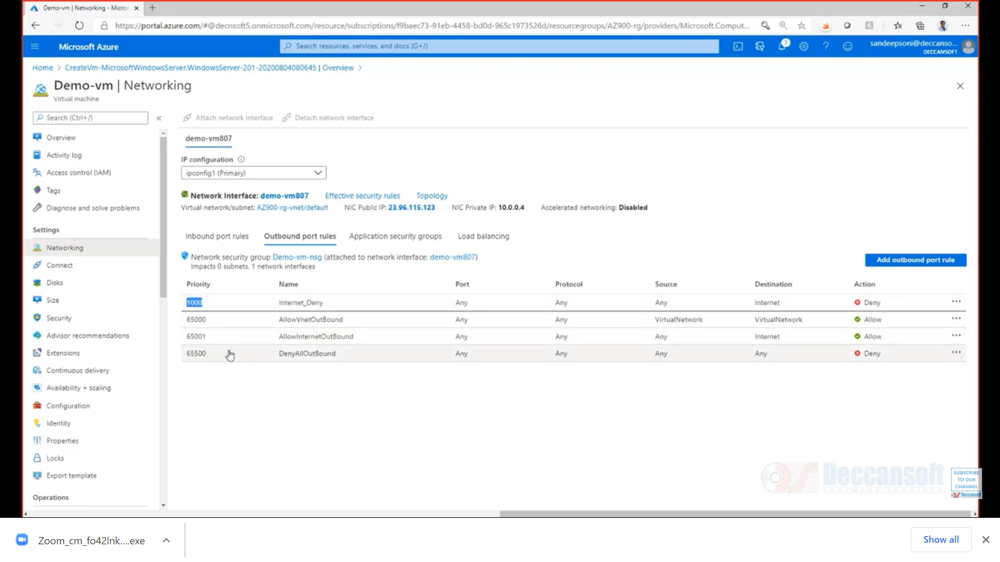 Demo-vm | Networking - Micros
https://portal.azure.com/#@decnsoft5.onmicrosoft.com/resource/subscriptions/f9baec73-91eb-4458-bd0d-965c1973526d/resourcegroups/AZ900-rg/providers/Microsoft.Comput...
Microsoft Azure
Search resources, services, and docs (G+/)
3
sandeepsoni@deccanso...
DECCANSOFT
Home > CreateVm-MicrosoftWindowsServer.WindowsServer-201-20200804080645 | Overview >
Demo-vm | Networking
Virtual machine
Search (Ctrl+/)
«
Attach network interface
Detach network interface
Overview
Activity log
Access control (IAM)
Tags
Diagnose and solve problems
Settings
Networking
Connect
Disks
Size
Security
Advisor recommendations
Extensions
Continuous delivery
Availability + scaling
Configuration
Identity
Properties
Locks
Export template
Operations
demo-vm807
IP configuration
ipconfig1 (Primary)
Network Interface: demo-vm807 Effective security rules Topology
Virtual network/subnet: AZ900-rg-vnet/default NIC Public IP: 23.96.115.123 NIC Private IP: 10.0.0.4 Accelerated networking: Disabled
Inbound port rules Outbound port rules Application security groups Load balancing
Network security group Demo-vm-nsg (attached to network interface: demo-vm807)
Impacts 0 subnets, 1 network interfaces
Add outbound port rule
Priority Name Port Protocol Source Destination Action
1000 Internet_Deny Any Any Any Internet Deny ...
65000 AllowVnetOutBound Any Any VirtualNetwork VirtualNetwork Allow ...
65001 AllowInternetOutBound Any Any Any Internet Allow ...
65500 DenyAllOutBound Any Any Any Any Deny ...
Deccansoft
SOFTWARE SERVICES
SUBSCRIBE
TO OUR
CHANNEL
Deccansoft
Zoom_cm_fo42lnk....exe
Show all